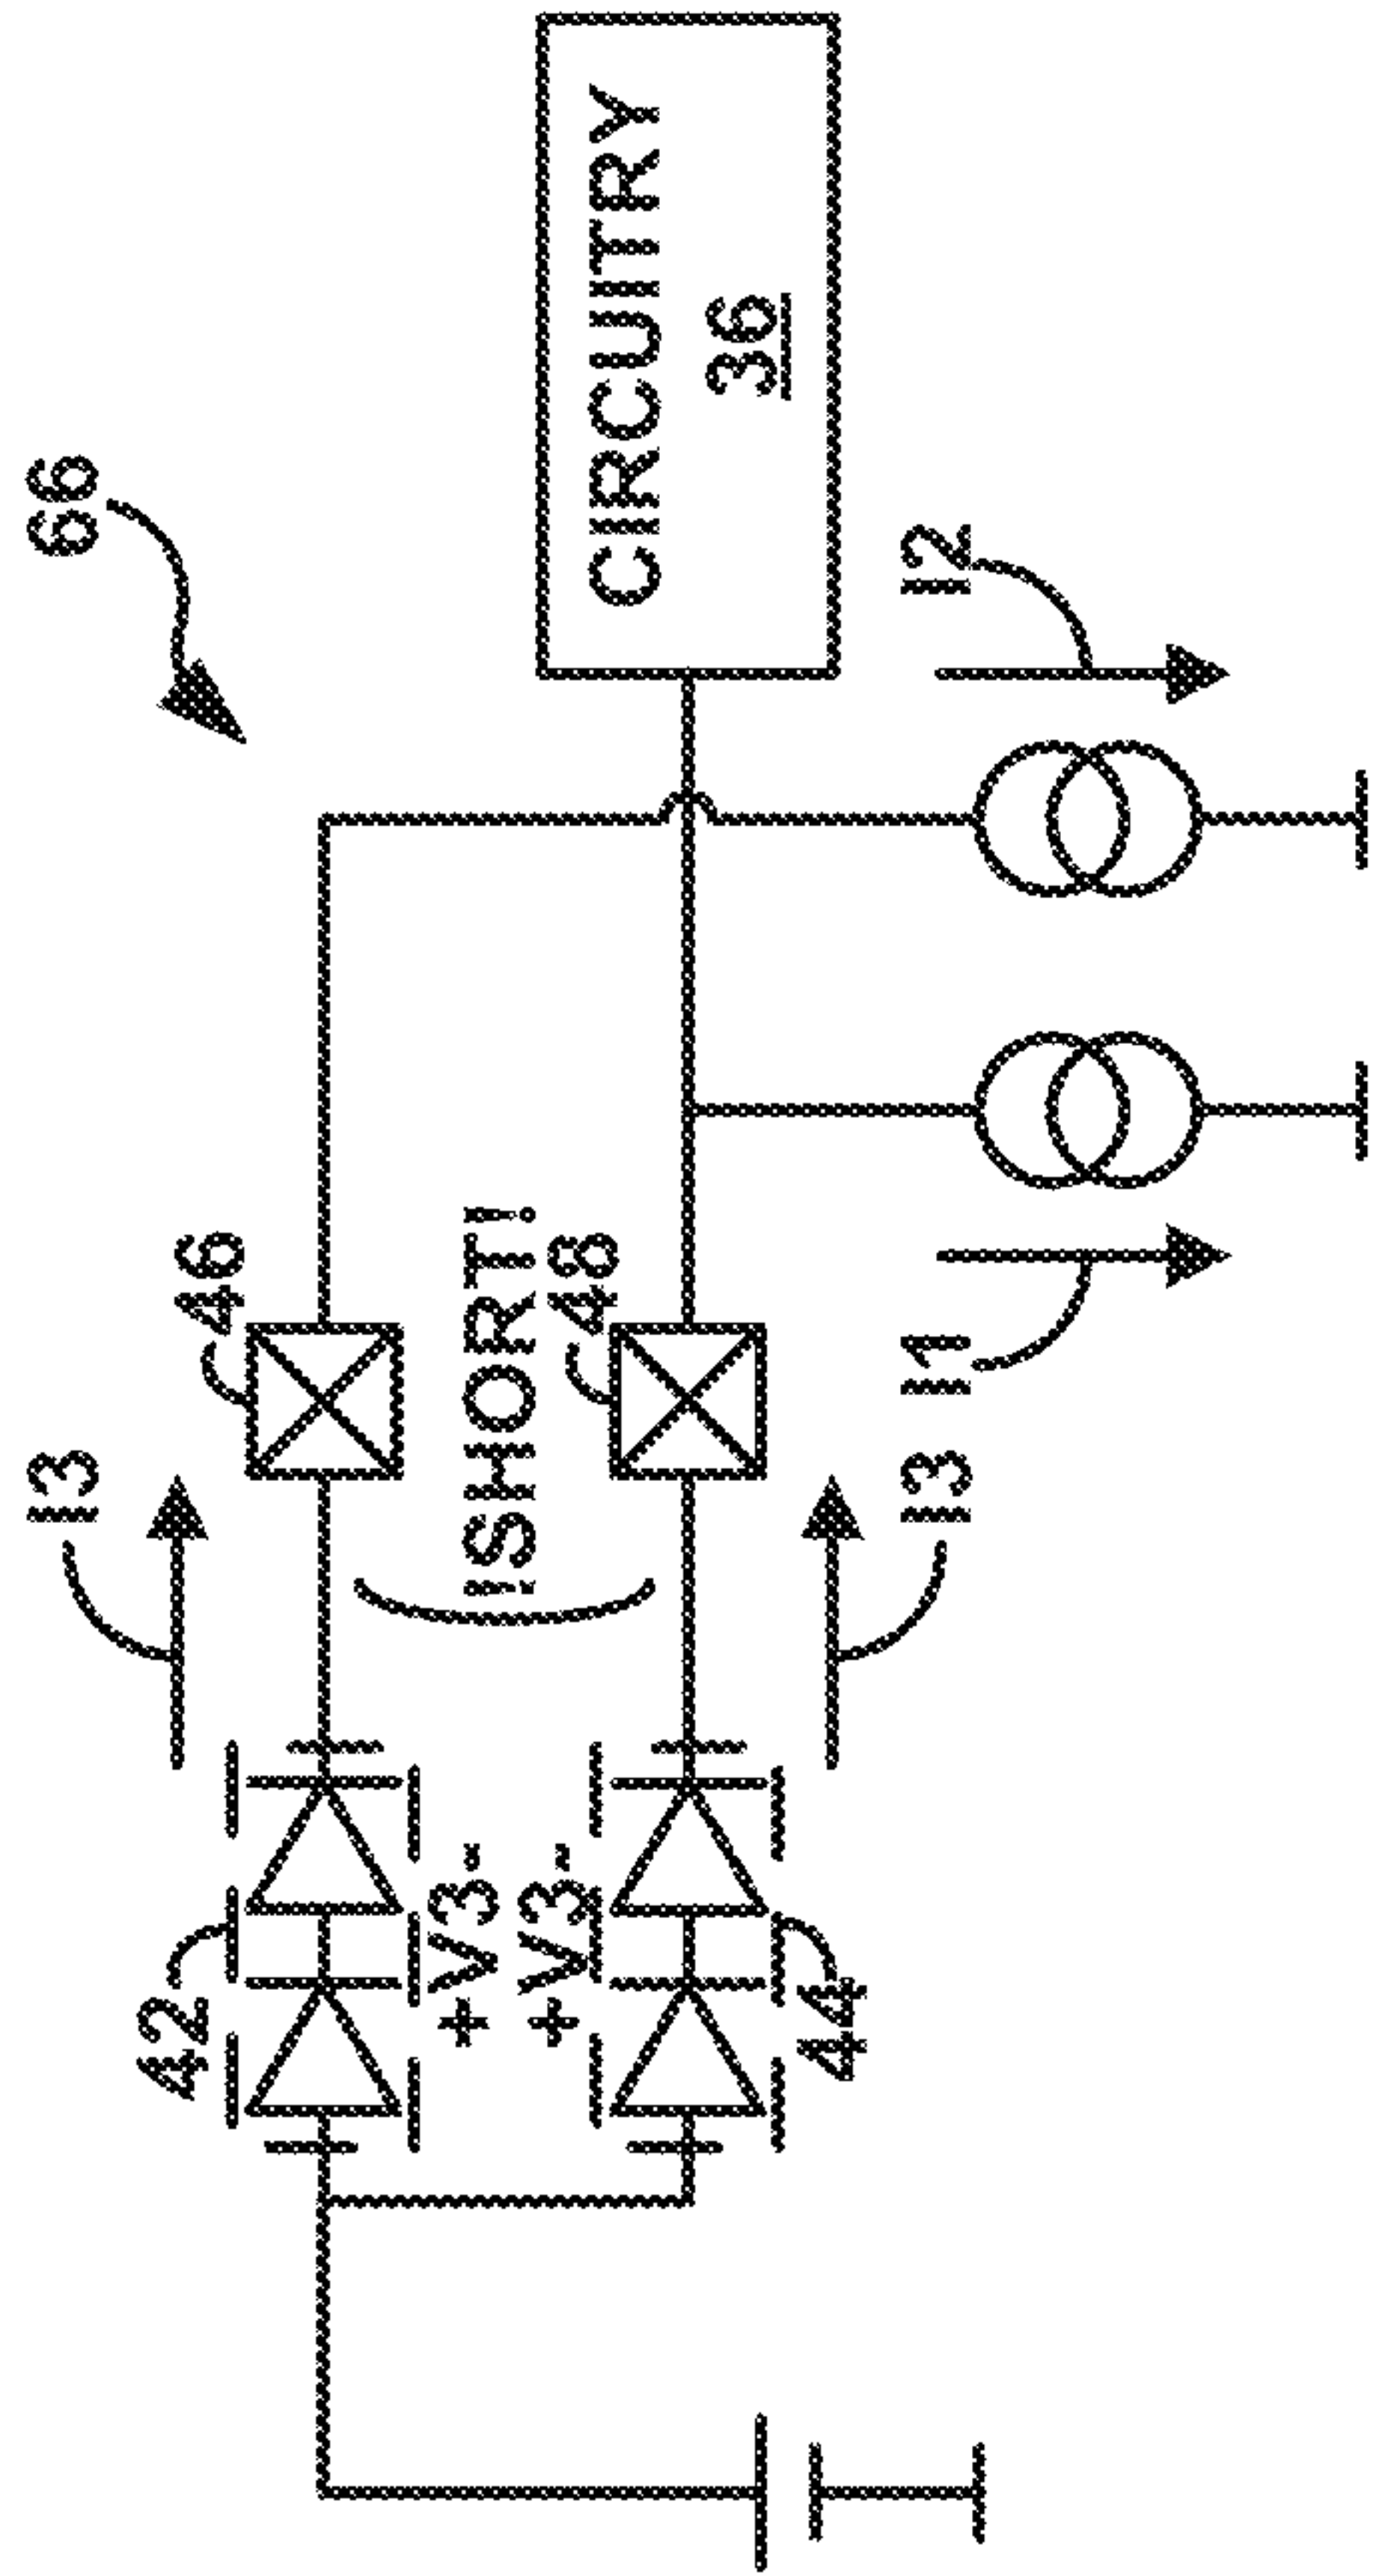 I3
66
42
46
+V3-
!SHORT!
+V3-
48
CIRCUITRY
36
44
I3
I1
I2